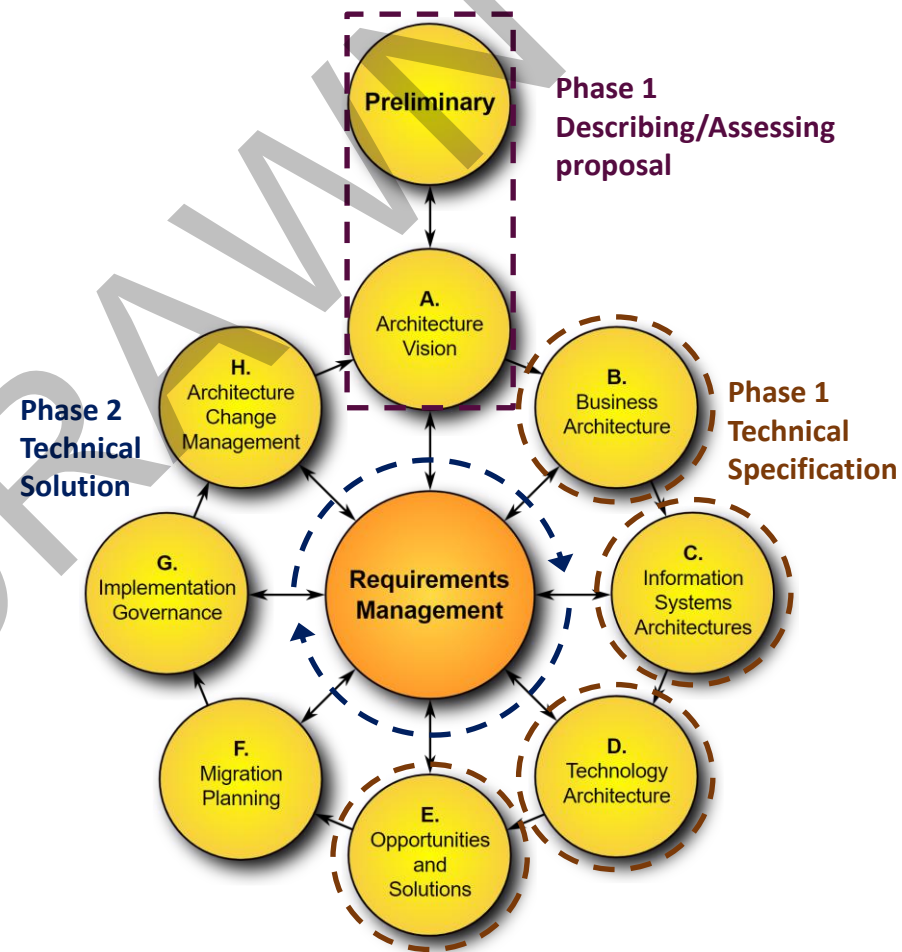 Preliminary
Phase 1
Describing/Assessing
proposal
A.
Architecture
Vision
H.
Architecture
Change
Management
B.
Business
Architecture
Phase 1
Technical
Specification
Phase 2
Technical
Solution
G.
Implementation
Governance
Requirements
Management
C.
Information
Systems
Architectures
F.
Migration
Planning
D.
Technology
Architecture
E.
Opportunities
and
Solutions
DRAWN